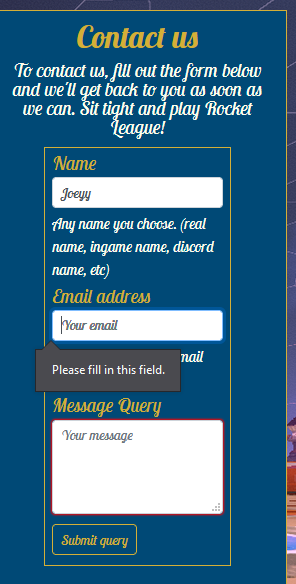 Contact us
To contact us, fill out the form below
and we'll get back to you as soon as
we can. Sit tight and play Rocket
League!
Name
Joeyy
Any name you choose. (real
name, ingame name, discord
name, etc)
Email address
Your email
mail
Please fill in this field.
Message Query
Your message
Submit query